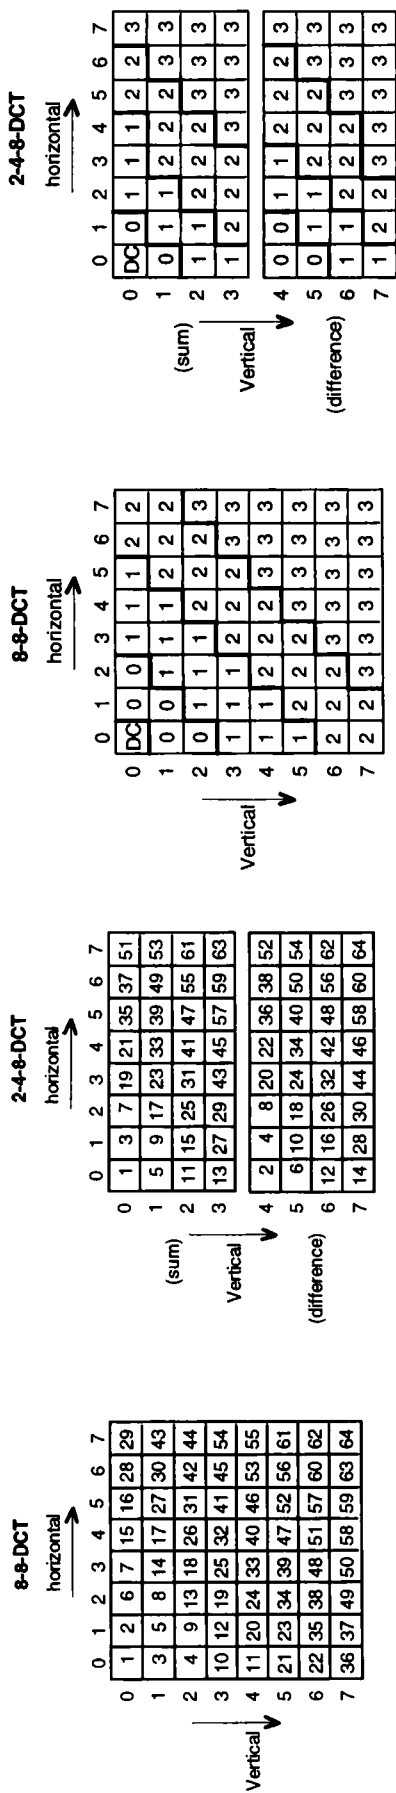 8-8-DCT
horizontal
0 1 2 3 4 5 6 7
0 1 2 6 7 15 16 28 29
1 3 5 8 14 17 27 30 43
2 4 9 13 18 26 31 42 44
3 10 12 19 25 32 41 45 54
4 11 20 24 33 40 46 53 55
5 21 23 34 39 47 52 56 61
6 22 35 38 48 51 57 60 62
7 36 37 49 50 58 59 63 64
Vertical
2-4-8-DCT
horizontal
0 1 2 3 4 5 6 7
0 1 3 7 19 21 35 37 51
1 5 9 17 23 33 39 49 53
2 11 15 25 31 41 47 55 61
3 13 27 29 43 45 57 59 63
(sum)
Vertical
4 2 4 8 20 22 36 38 52
5 6 10 18 24 34 40 50 54
6 12 16 26 32 42 48 56 62
7 14 28 30 44 46 58 60 64
(difference)
8-8-DCT
horizontal
0 1 2 3 4 5 6 7
0 DC 0 0 1 1 1 2 2
1 0 0 1 1 1 2 2 2
2 0 1 1 1 2 2 2 3
3 1 1 1 2 2 2 3 3
4 1 1 2 2 2 3 3 3
5 1 2 2 2 3 3 3 3
6 2 2 2 3 3 3 3 3
7 2 2 3 3 3 3 3 3
Vertical
2-4-8-DCT
horizontal
0 1 2 3 4 5 6 7
0 DC 0 1 1 1 2 2 3
1 0 1 1 2 2 2 3 3
2 1 1 2 2 2 3 3 3
3 1 2 2 2 3 3 3 3
(sum)
Vertical
4 0 0 1 1 2 2 2 3
5 0 1 1 2 2 2 3 3
6 1 1 2 2 2 3 3 3
7 1 2 2 3 3 3 3 3
(difference)